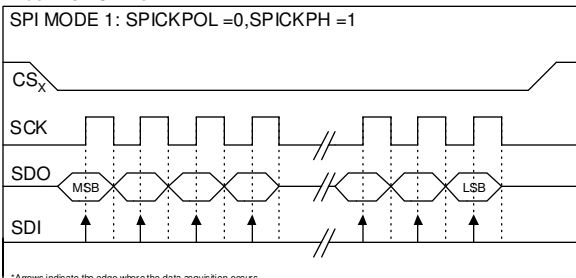 SPI MODE 1: SPICKPOL =0,SPICKPH =1
CSX
SCK
SDO
MSB
LSB
SDI
*Arrows indicate the edge where the data acquisition occurs